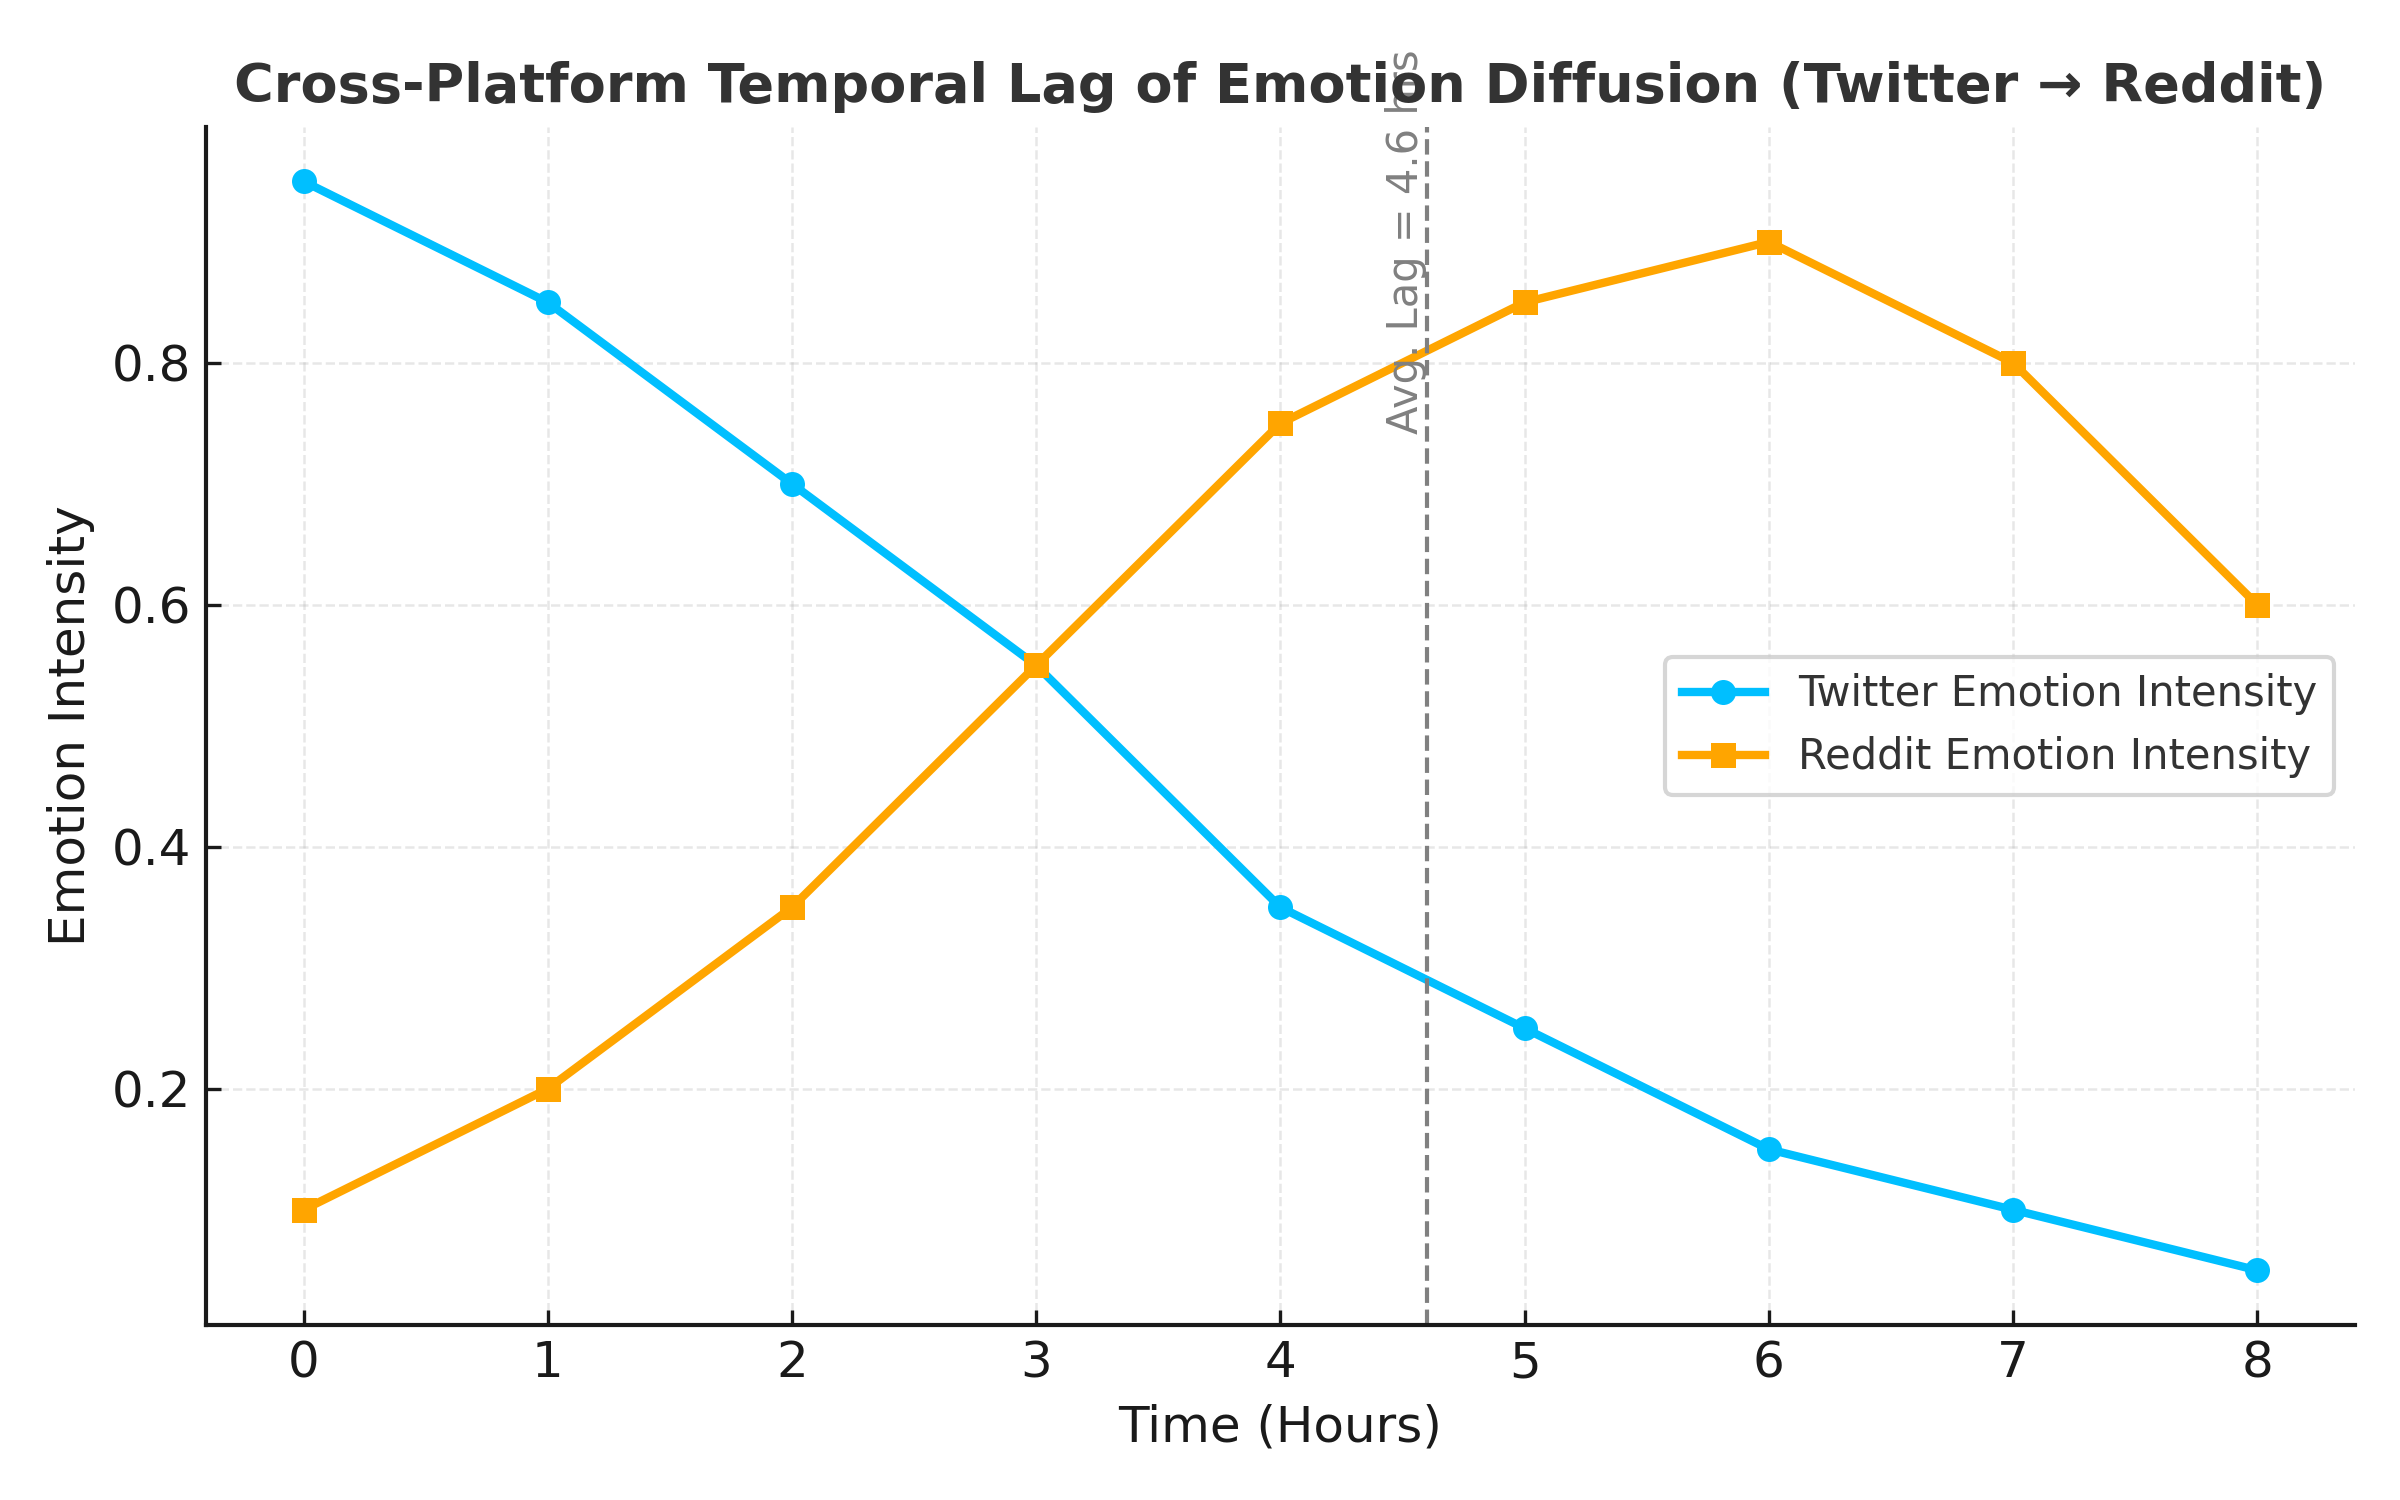 Cross-Platform Temporal Lag of Emotion Diffusion (Twitter → Reddit)
Avg. Lag = 4.6 hrs
Emotion Intensity
0.8
0.6
0.4
0.2
Twitter Emotion Intensity
Reddit Emotion Intensity
0 1 2 3 4 5 6 7 8
Time (Hours)